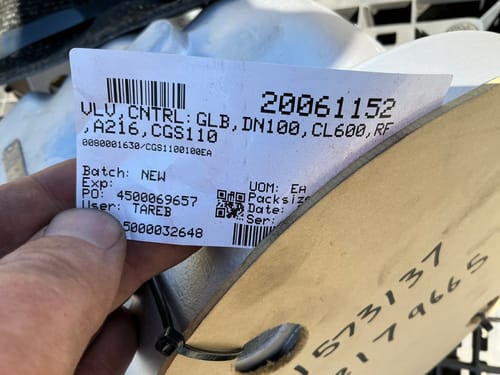 20061152
VLV,CNTRL:GLB,DN100,CL600,RF
,A216,CGS110
0080001630/CGS1100100EA
Batch: NEW
Exp:
PO: 4500069657
User: TAREB
5000032648
UOM: EA
Packsize
Date:
Ser:
1573137
2179665